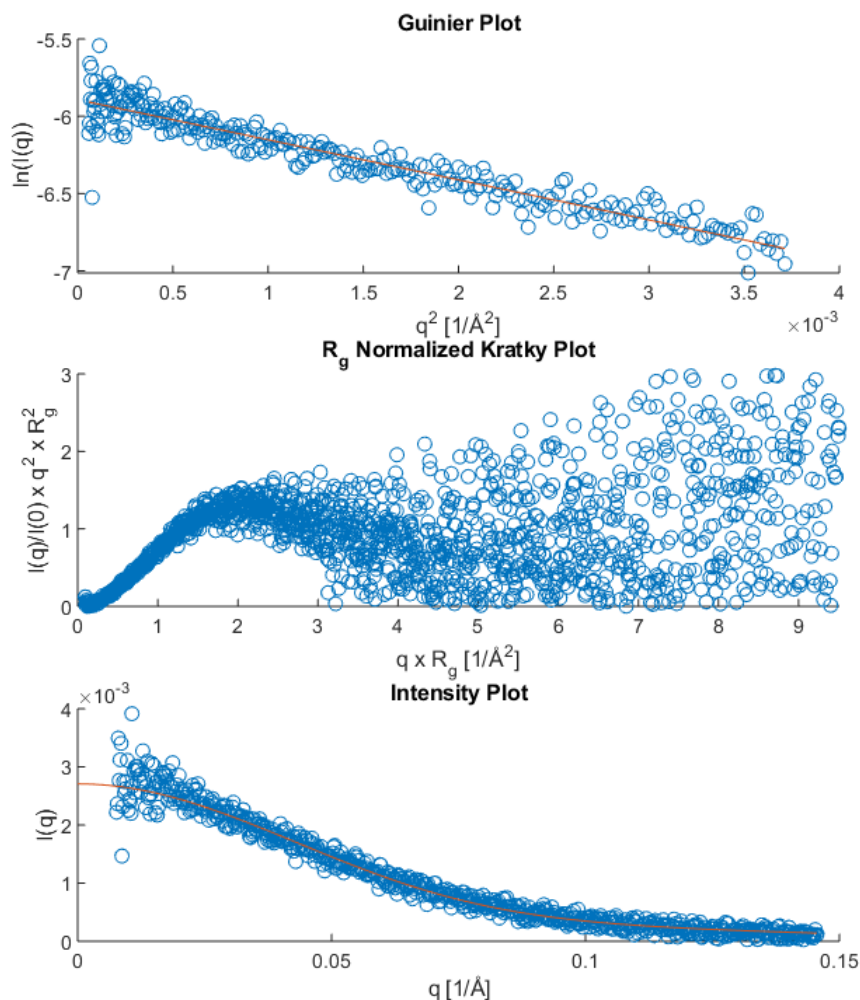 Guinier Plot
-5.5
-6
-6.5
-7
ln(I(q))
0 0.5 1 1.5 2 2.5 3 3.5 4
q² [1/Å²]
×10⁻³
R_g Normalized Kratky Plot
3
2
1
0
I(q)/I(0) x q² x R_g²
0 1 2 3 4 5 6 7 8 9
q x R_g [1/Å²]
Intensity Plot
×10⁻³
4
3
2
1
0
I(q)
0 0.05 0.1 0.15
q [1/Å]